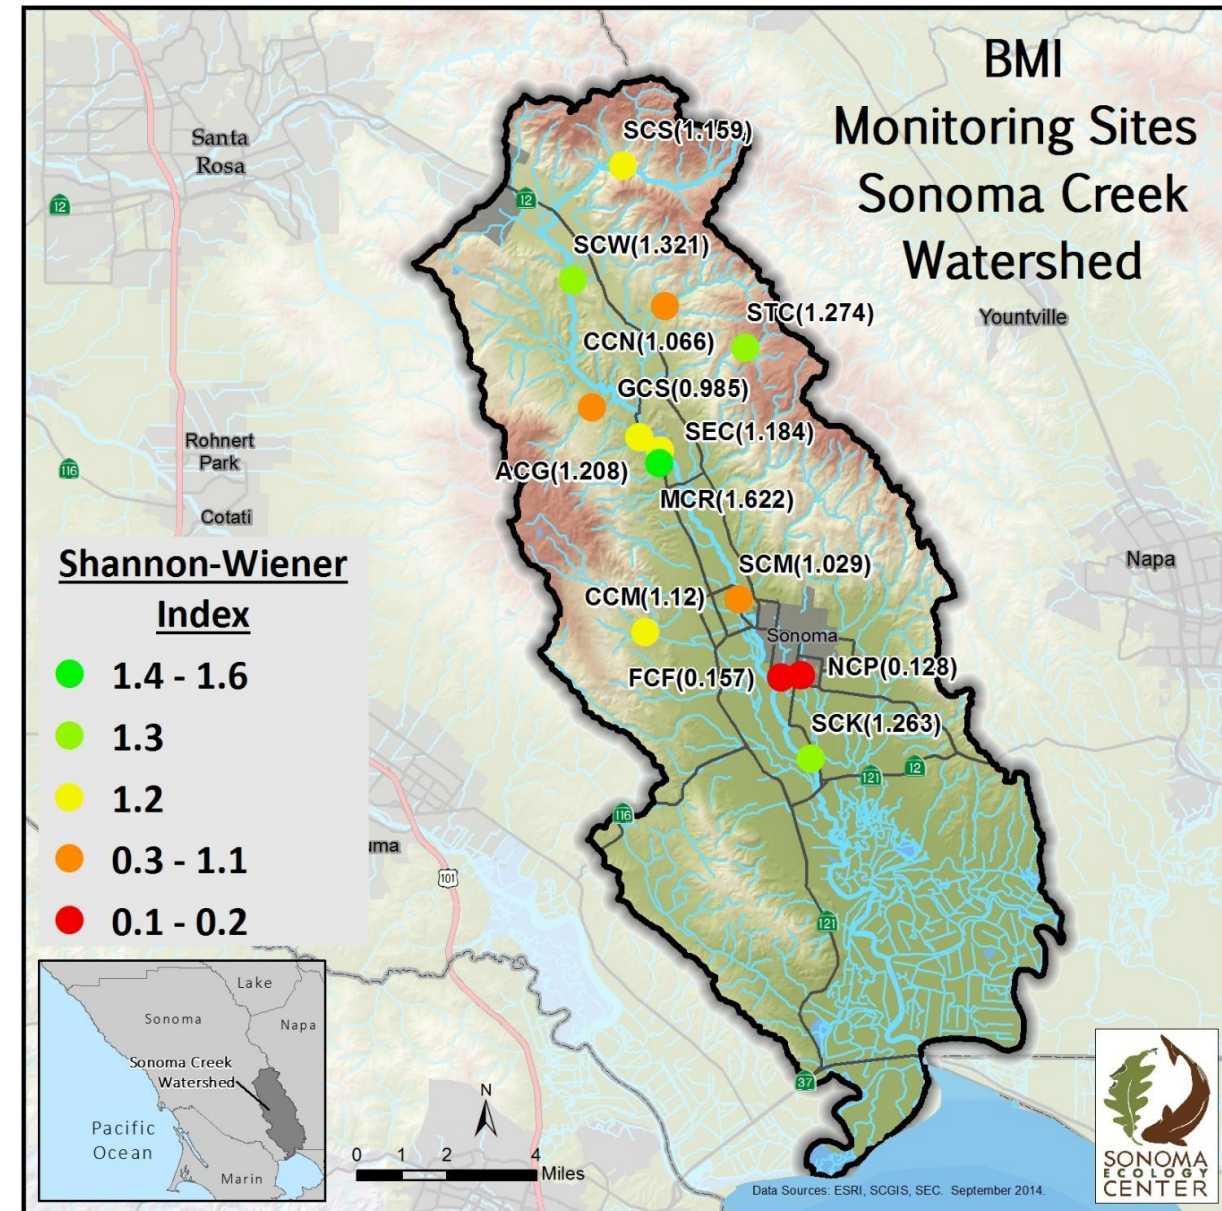 BMI
Monitoring Sites
Sonoma Creek
Watershed
Santa
Rosa
12
12
SCS(1.159)
SCW(1.321)
STC(1.274)
Yountville
CCN(1.066)
GCS(0.985)
Rohnert
Park
116
SEC(1.184)
ACG(1.208)
MCR(1.622)
Cotati
Napa
SCM(1.029)
CCM(1.12)
Sonoma
FCF(0.157)
NCP(0.128)
SCK(1.263)
121
12
116
uma
101
121
37
Shannon-Wiener
Index
1.4 - 1.6
1.3
1.2
0.3 - 1.1
0.1 - 0.2
Lake
Sonoma
Napa
Sonoma Creek
Watershed
Pacific
Ocean
Marin
N
0 1 2 4
Miles
Data Sources: ESRI, SCGIS, SEC. September 2014.
SONOMA
ECOLOGY
CENTER